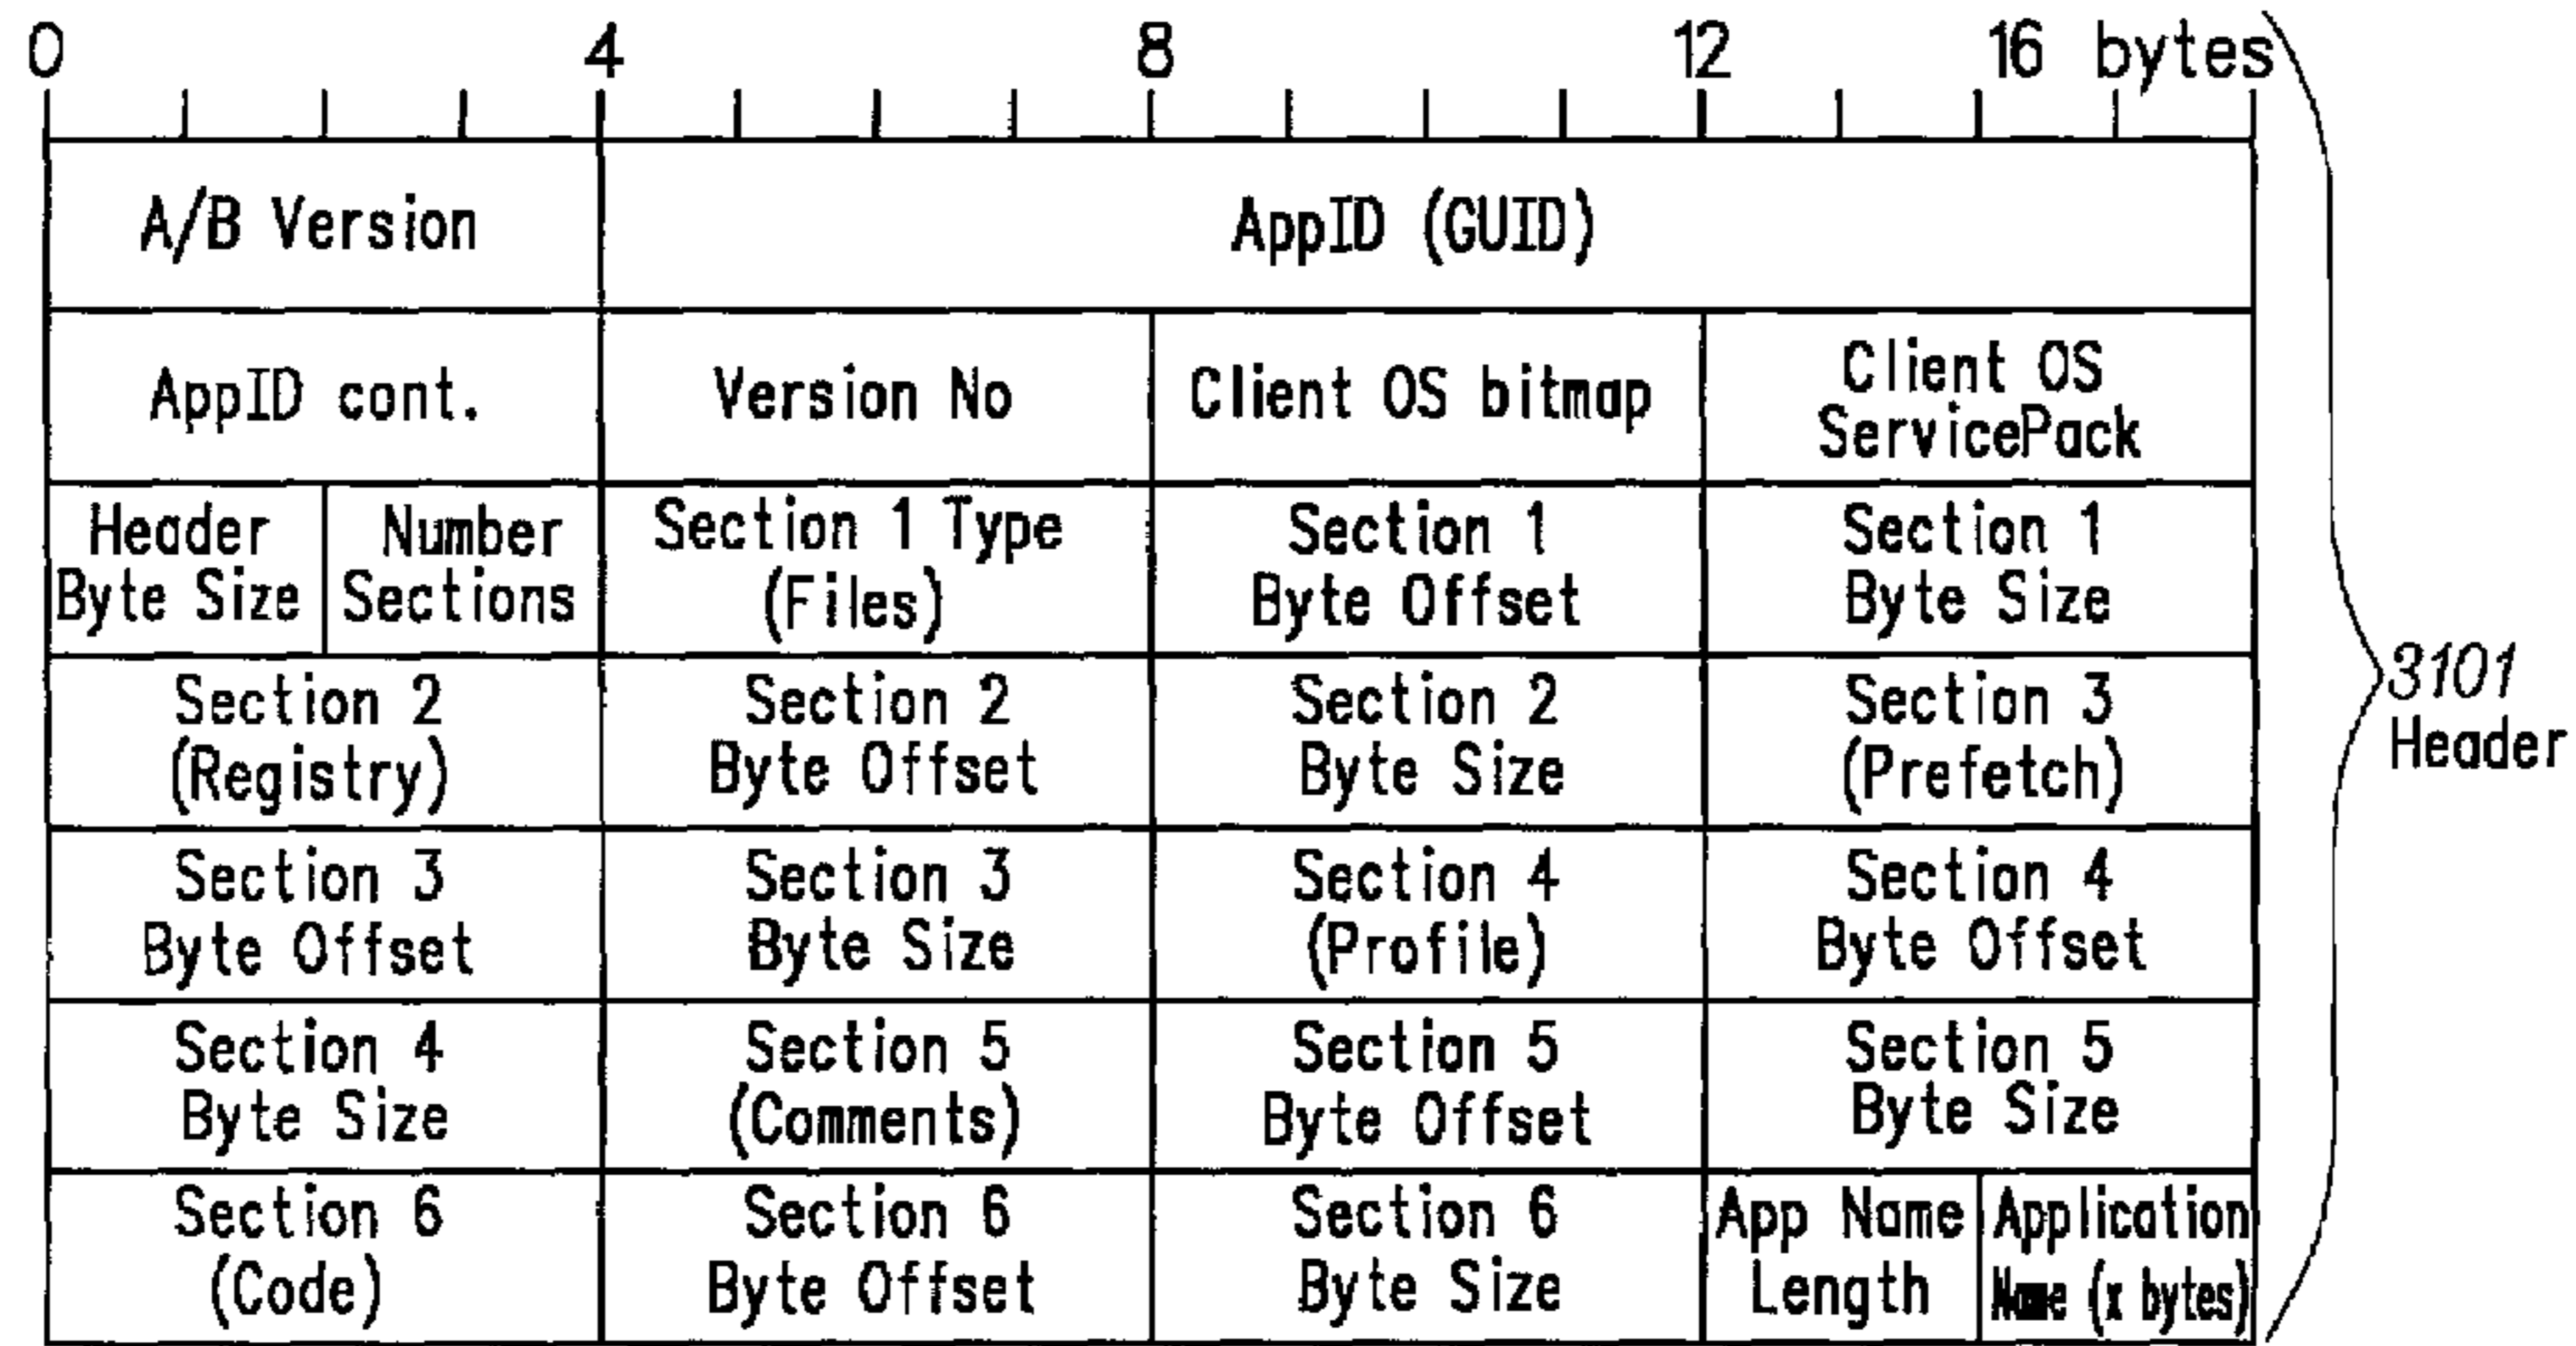 0 4 8 12 16 bytes
A/B Version AppID (GUID)
AppID cont. Version No Client OS bitmap Client OS ServicePack
Header Byte Size Number Sections Section 1 Type (Files) Section 1 Byte Offset Section 1 Byte Size
Section 2 (Registry) Section 2 Byte Offset Section 2 Byte Size Section 3 (Prefetch)
3101
Header
Section 3 Byte Offset Section 3 Byte Size Section 4 (Profile) Section 4 Byte Offset
Section 4 Byte Size Section 5 (Comments) Section 5 Byte Offset Section 5 Byte Size
Section 6 (Code) Section 6 Byte Offset Section 6 Byte Size App Name Length Application Name (x bytes)